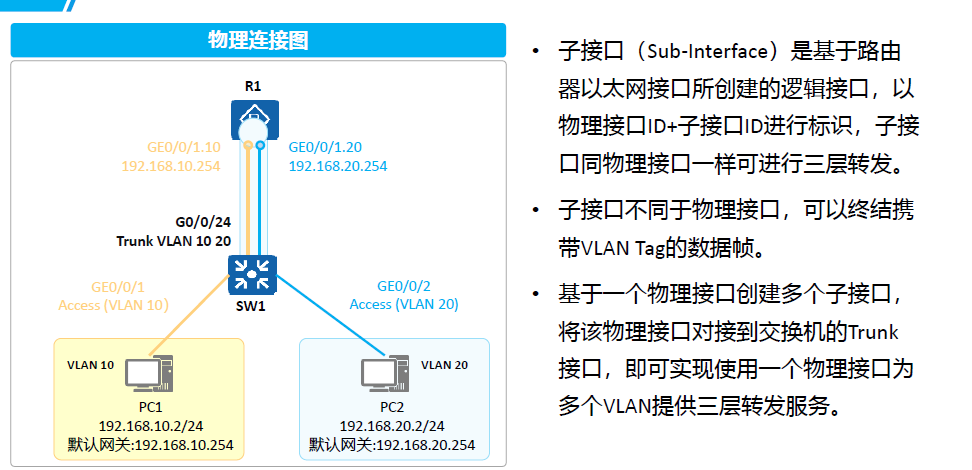 物理连接图
R1
GE0/0/1.10
192.168.10.254
GE0/0/1.20
192.168.20.254
G0/0/24
Trunk VLAN 10 20
SW1
GE0/0/1
Access (VLAN 10)
GE0/0/2
Access (VLAN 20)
VLAN 10
PC1
192.168.10.2/24
默认网关:192.168.10.254
VLAN 20
PC2
192.168.20.2/24
默认网关:192.168.20.254
• 子接口（Sub-Interface）是基于路由
器以太网接口所创建的逻辑接口，以
物理接口ID+子接口ID进行标识，子接
口同物理接口一样可进行三层转发。
• 子接口不同于物理接口，可以终结携
带VLAN Tag的数据帧。
• 基于一个物理接口创建多个子接口，
将该物理接口对接到交换机的Trunk
接口，即可实现使用一个物理接口为
多个VLAN提供三层转发服务。